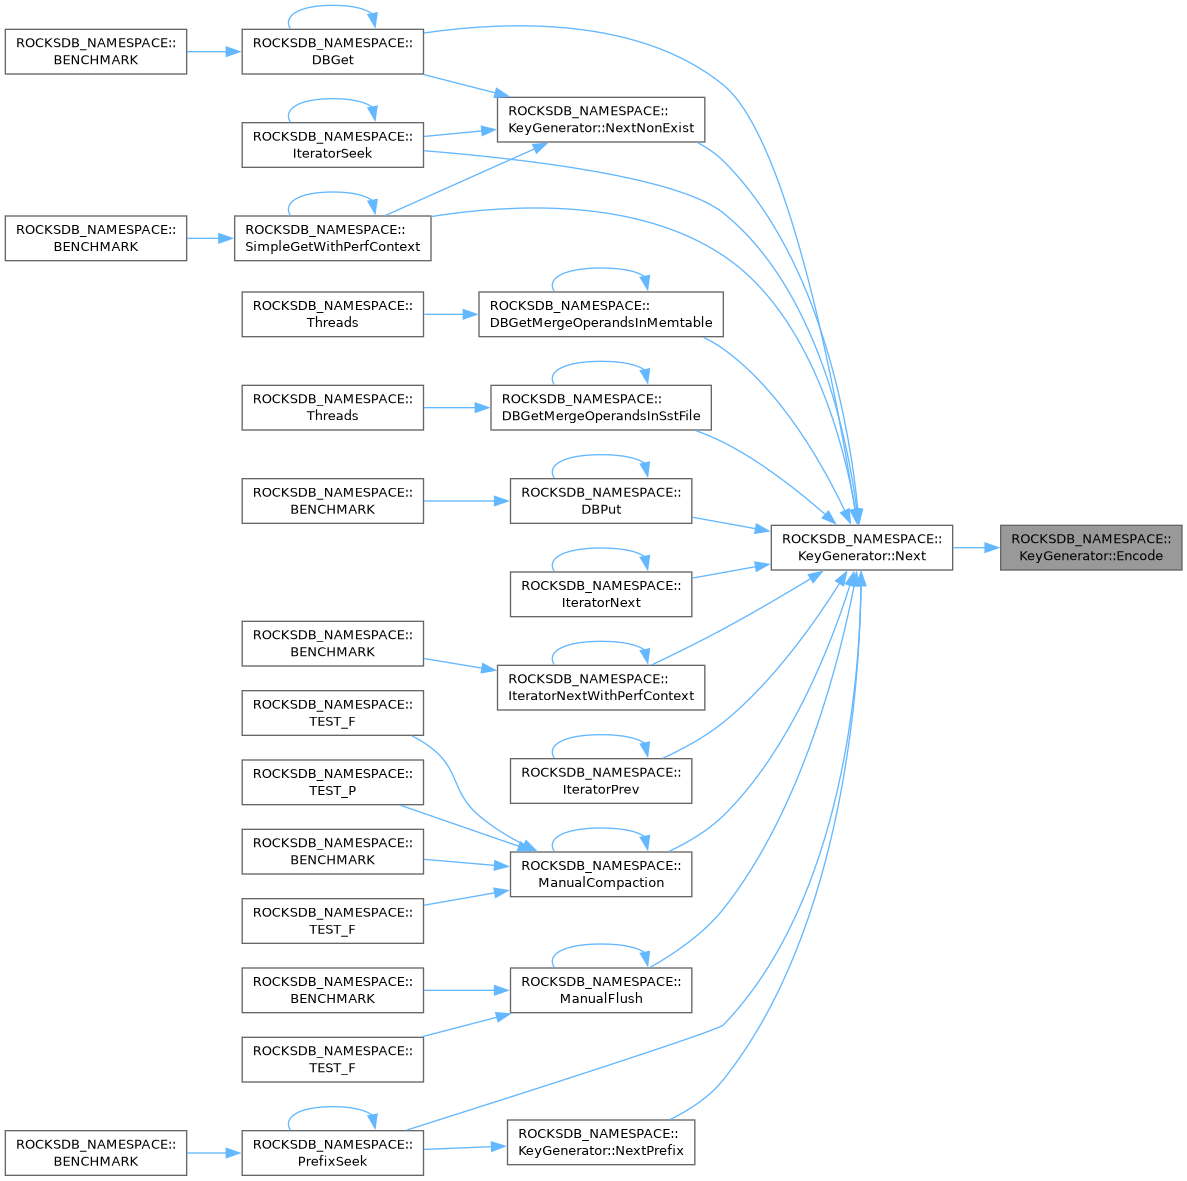 ROCKSDB_NAMESPACE::
BENCHMARK
ROCKSDB_NAMESPACE::
DBGet
ROCKSDB_NAMESPACE::
KeyGenerator::NextNonExist
ROCKSDB_NAMESPACE::
IteratorSeek
ROCKSDB_NAMESPACE::
BENCHMARK
ROCKSDB_NAMESPACE::
SimpleGetWithPerfContext
ROCKSDB_NAMESPACE::
Threads
ROCKSDB_NAMESPACE::
DBGetMergeOperandsInMemtable
ROCKSDB_NAMESPACE::
Threads
ROCKSDB_NAMESPACE::
DBGetMergeOperandsInSstFile
ROCKSDB_NAMESPACE::
BENCHMARK
ROCKSDB_NAMESPACE::
DBPut
ROCKSDB_NAMESPACE::
KeyGenerator::Next
ROCKSDB_NAMESPACE::
KeyGenerator::Encode
ROCKSDB_NAMESPACE::
IteratorNext
ROCKSDB_NAMESPACE::
BENCHMARK
ROCKSDB_NAMESPACE::
IteratorNextWithPerfContext
ROCKSDB_NAMESPACE::
TEST_F
ROCKSDB_NAMESPACE::
TEST_P
ROCKSDB_NAMESPACE::
IteratorPrev
ROCKSDB_NAMESPACE::
BENCHMARK
ROCKSDB_NAMESPACE::
ManualCompaction
ROCKSDB_NAMESPACE::
TEST_F
ROCKSDB_NAMESPACE::
BENCHMARK
ROCKSDB_NAMESPACE::
ManualFlush
ROCKSDB_NAMESPACE::
TEST_F
ROCKSDB_NAMESPACE::
BENCHMARK
ROCKSDB_NAMESPACE::
PrefixSeek
ROCKSDB_NAMESPACE::
KeyGenerator::NextPrefix